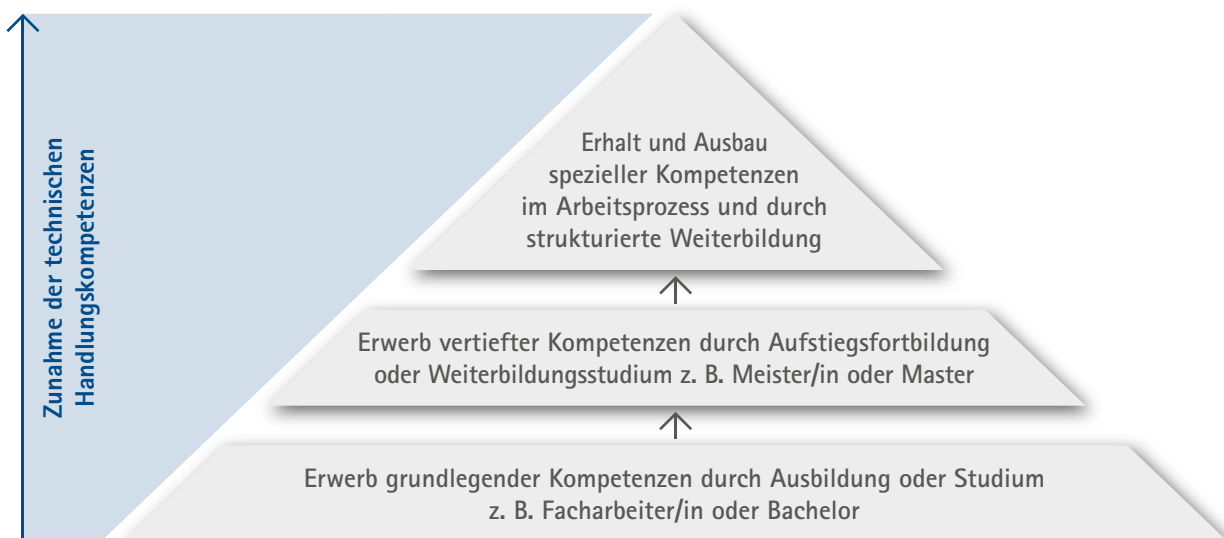 Zunahme der technischen
Handlungskompetenzen
Erhalt und Ausbau
spezieller Kompetenzen
im Arbeitsprozess und durch
strukturierte Weiterbildung
Erwerb vertiefter Kompetenzen durch Aufstiegsfortbildung
oder Weiterbildungsstudium z. B. Meister/in oder Master
Erwerb grundlegender Kompetenzen durch Ausbildung oder Studium
z. B. Facharbeiter/in oder Bachelor